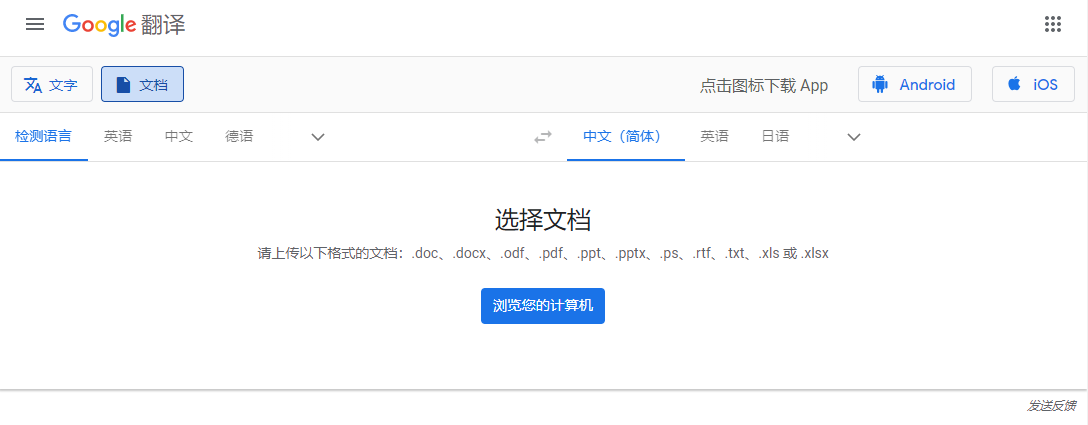 Google 翻译
文字 文档 点击图标下载 App Android iOS
检测语言 英语 中文 德语 中文（简体） 英语 日语
选择文档
请上传以下格式的文档：.doc、.docx、.odf、.pdf、.ppt、.pptx、.ps、.rtf、.txt、.xls 或 .xlsx
浏览您的计算机
发送反馈